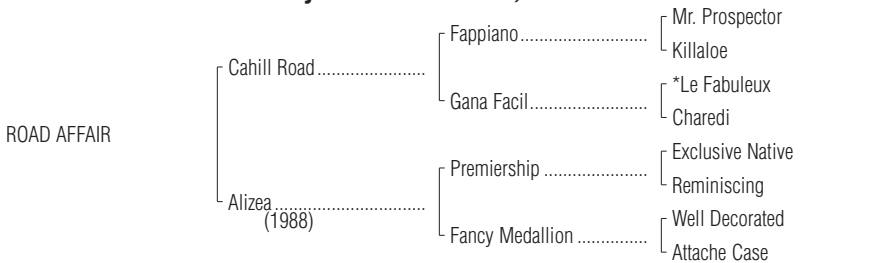 Mr. Prospector
Fappiano
Killaloe
Cahill Road
*Le Fabuleux
Gana Facil
Charedi
ROAD AFFAIR
Exclusive Native
Premiership
Reminiscing
Alizea
(1988)
Well Decorated
Fancy Medallion
Attache Case